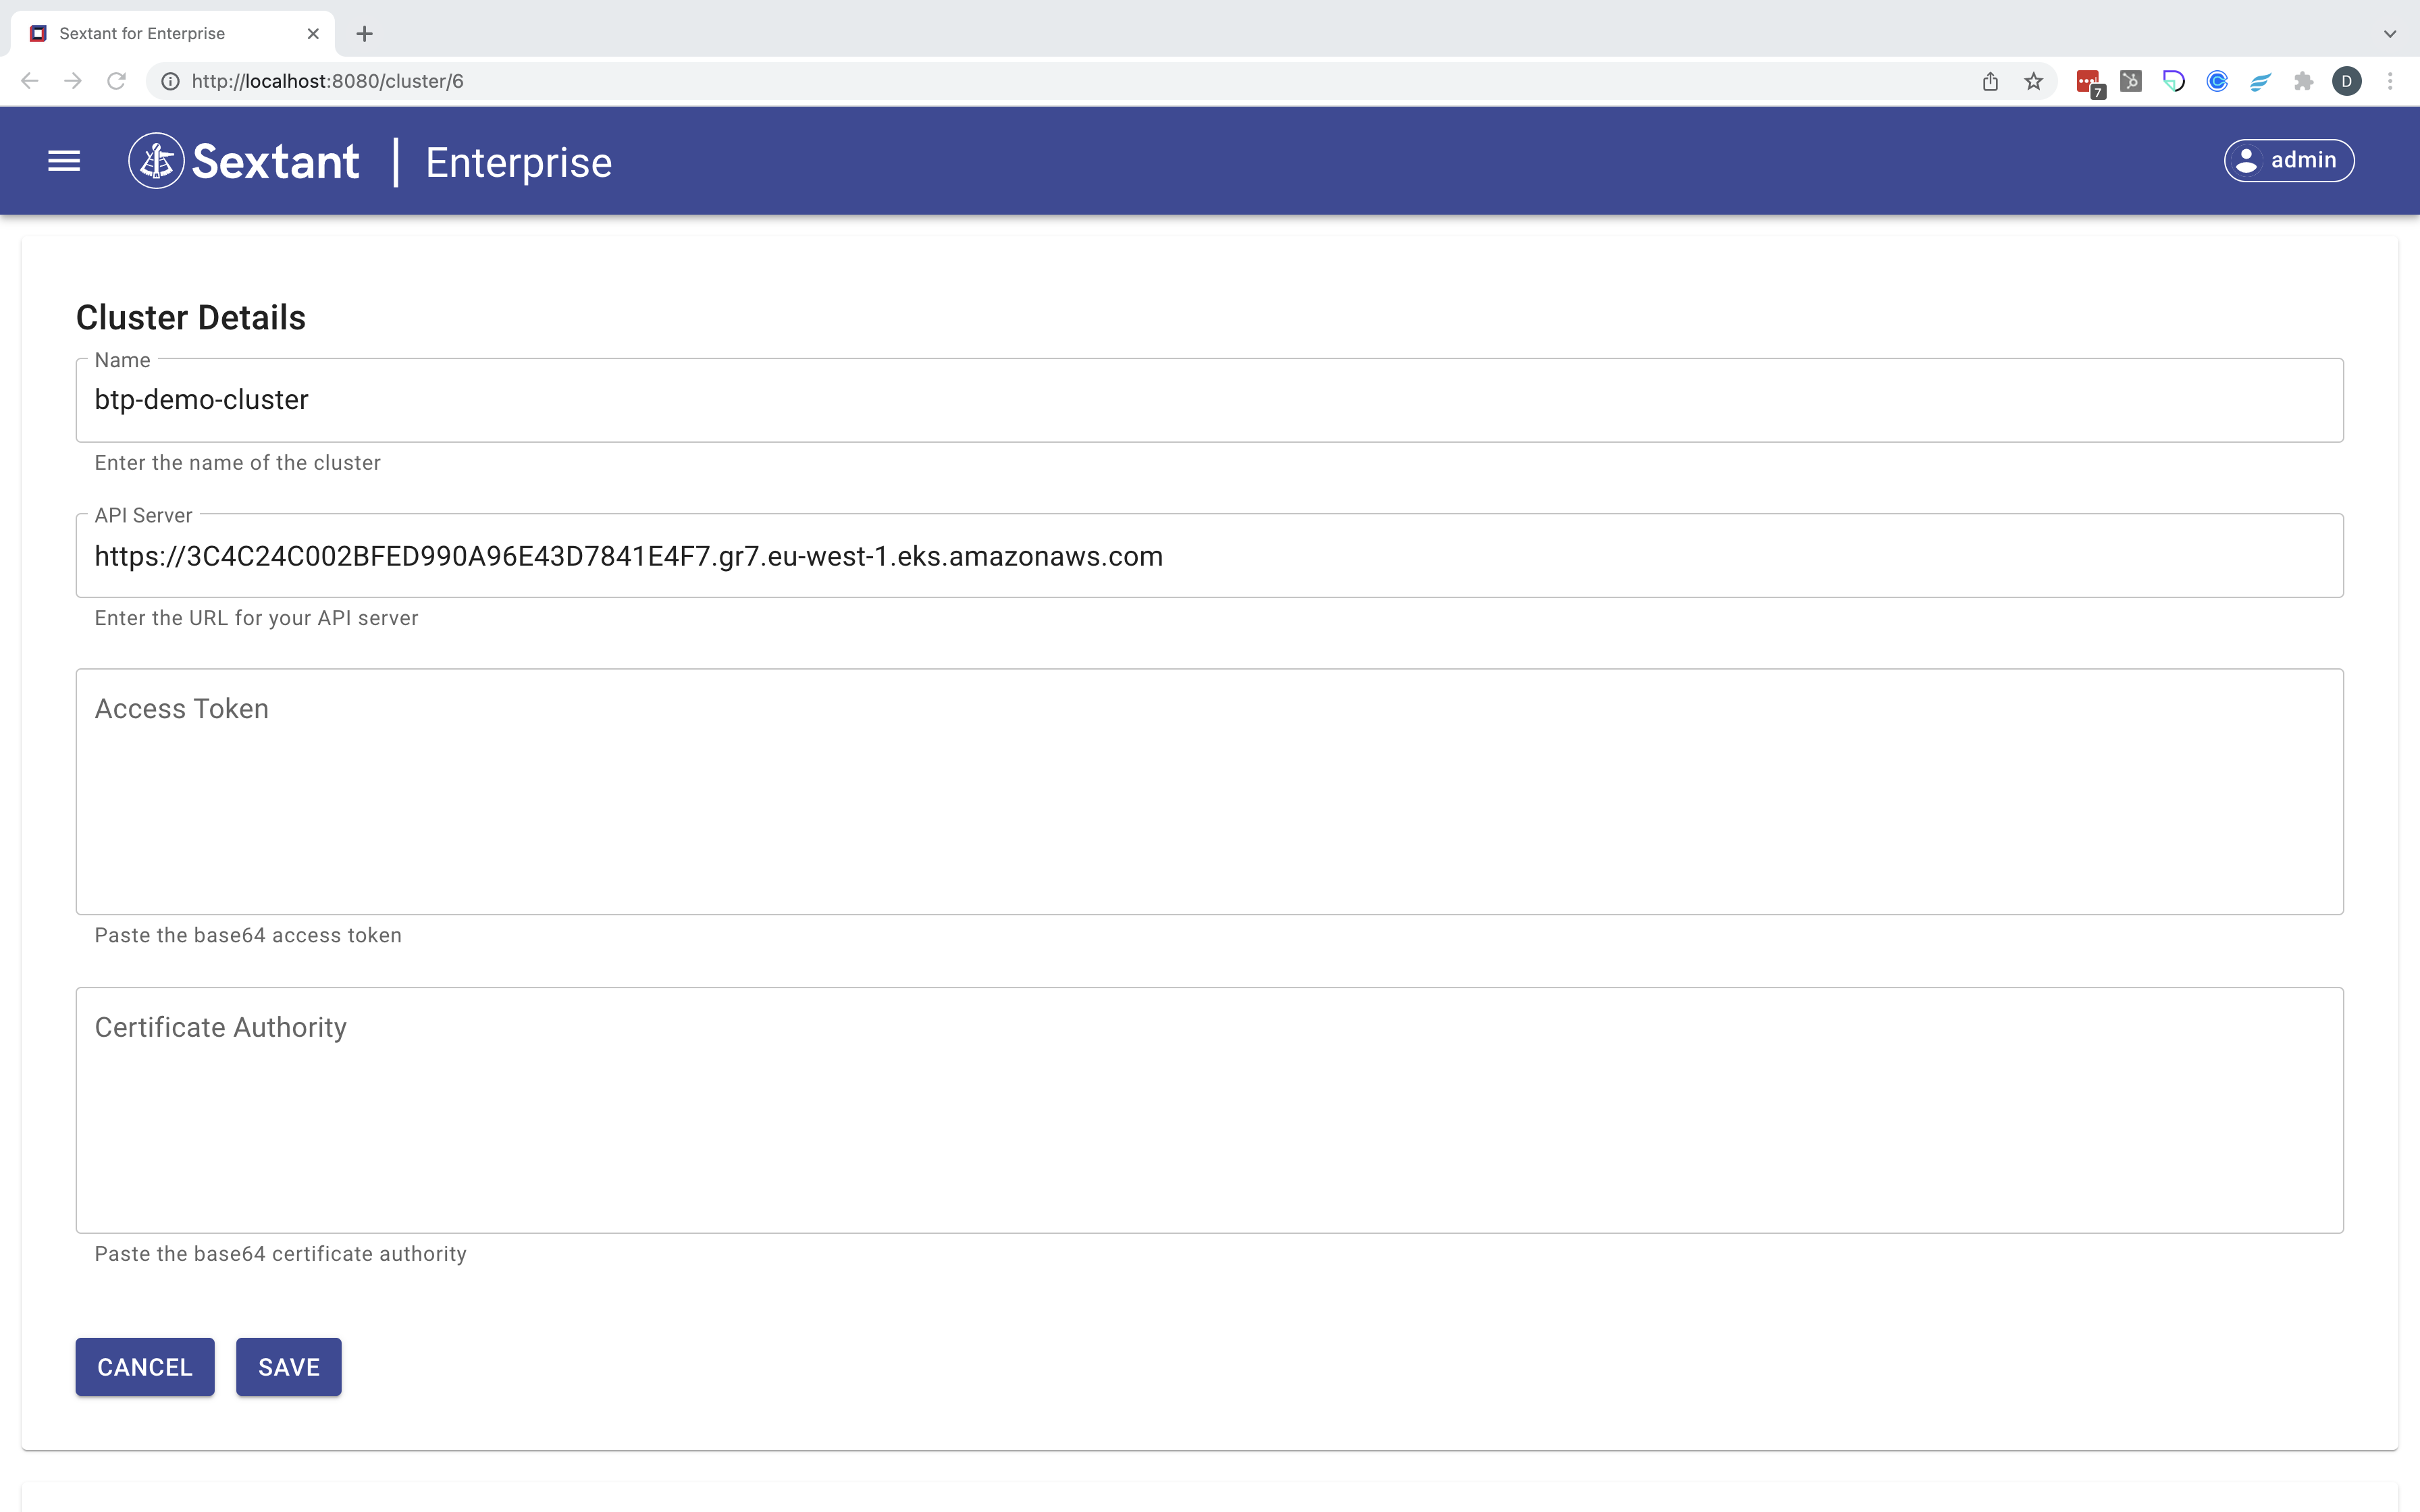 Sextant for Enterprise
http://localhost:8080/cluster/6
7
D
Sextant | Enterprise
admin
Cluster Details
Name
btp-demo-cluster
Enter the name of the cluster
API Server
https://3C4C24C002BFED990A96E43D7841E4F7.gr7.eu-west-1.eks.amazonaws.com
Enter the URL for your API server
Access Token
Paste the base64 access token
Certificate Authority
Paste the base64 certificate authority
CANCEL SAVE